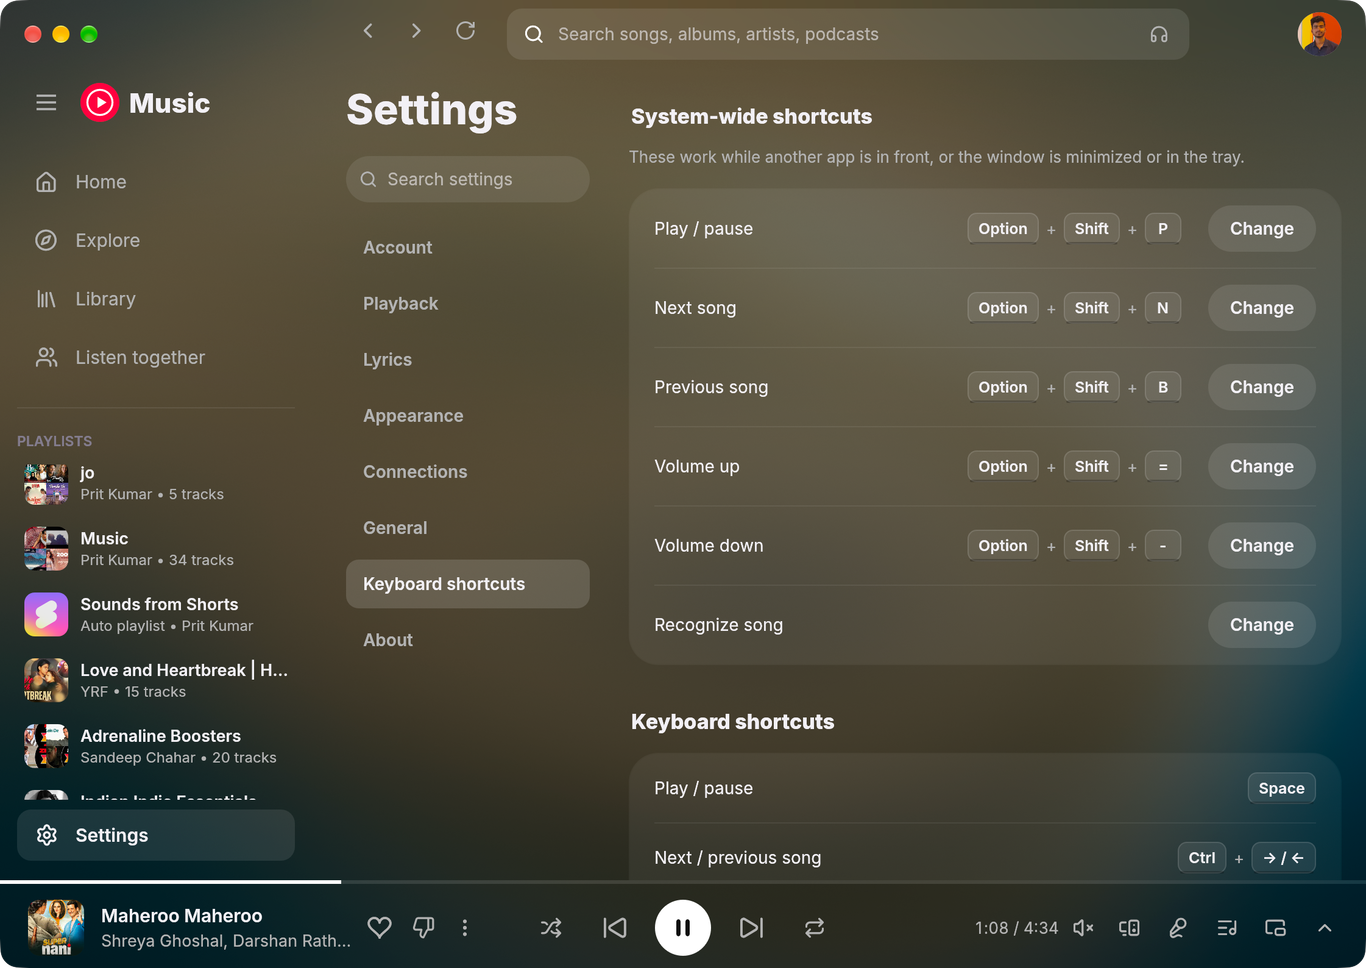 Search songs, albums, artists, podcasts
Music
Home
Explore
Library
Listen together
PLAYLISTS
jo
Prit Kumar • 5 tracks
Music
Prit Kumar • 34 tracks
Sounds from Shorts
Auto playlist • Prit Kumar
Love and Heartbreak | H...
YRF • 15 tracks
Adrenaline Boosters
Sandeep Chahar • 20 tracks
Indian Indie Essentials
Settings
Settings
Search settings
Account
Playback
Lyrics
Appearance
Connections
General
Keyboard shortcuts
About
System-wide shortcuts
These work while another app is in front, or the window is minimized or in the tray.
Play / pause Option + Shift + P Change
Next song Option + Shift + N Change
Previous song Option + Shift + B Change
Volume up Option + Shift + = Change
Volume down Option + Shift + - Change
Recognize song Change
Keyboard shortcuts
Play / pause Space
Next / previous song Ctrl + → / ←
Maheroo Maheroo
Shreya Ghoshal, Darshan Rath...
1:08 / 4:34